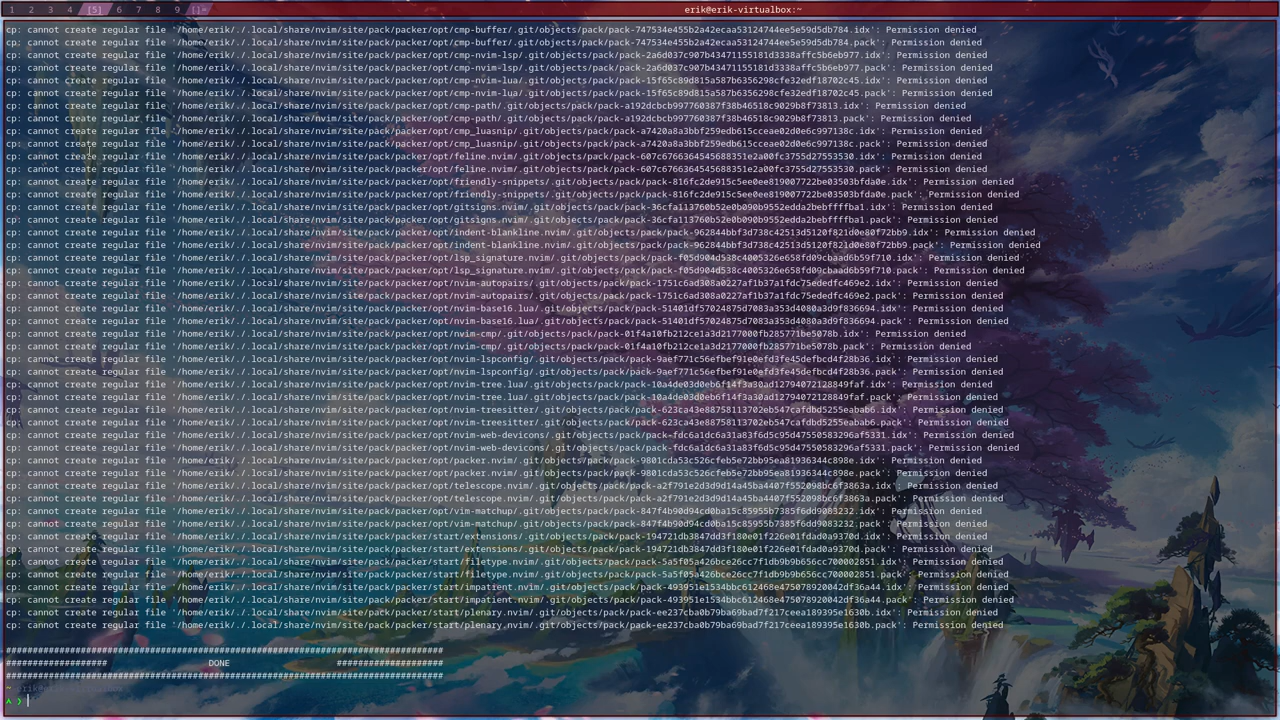 1 2 3 4 [5] 6 7 8 9 []= erik@erik-virtualbox:~
cp: cannot create regular file '/home/erik/./.local/share/nvim/site/pack/packer/opt/cmp-buffer/.git/objects/pack/pack-747534e455b2a42ecaa53124744ee5e59d5db784.idx': Permission denied
cp: cannot create regular file '/home/erik/./.local/share/nvim/site/pack/packer/opt/cmp-buffer/.git/objects/pack/pack-747534e455b2a42ecaa53124744ee5e59d5db784.pack': Permission denied
cp: cannot create regular file '/home/erik/./.local/share/nvim/site/pack/packer/opt/cmp-nvim-lsp/.git/objects/pack/pack-2a6d037c907b43471155181d3338affc5b6eb977.idx': Permission denied
cp: cannot create regular file '/home/erik/./.local/share/nvim/site/pack/packer/opt/cmp-nvim-lsp/.git/objects/pack/pack-2a6d037c907b43471155181d3338affc5b6eb977.pack': Permission denied
cp: cannot create regular file '/home/erik/./.local/share/nvim/site/pack/packer/opt/cmp-nvim-lua/.git/objects/pack/pack-15f65c89d815a587b6356298cfe32edf18702c45.idx': Permission denied
cp: cannot create regular file '/home/erik/./.local/share/nvim/site/pack/packer/opt/cmp-nvim-lua/.git/objects/pack/pack-15f65c89d815a587b6356298cfe32edf18702c45.pack': Permission denied
cp: cannot create regular file '/home/erik/./.local/share/nvim/site/pack/packer/opt/cmp-path/.git/objects/pack/pack-a192dcbcb997760387f38b46518c9029b8f73813.idx': Permission denied
cp: cannot create regular file '/home/erik/./.local/share/nvim/site/pack/packer/opt/cmp-path/.git/objects/pack/pack-a192dcbcb997760387f38b46518c9029b8f73813.pack': Permission denied
cp: cannot create regular file '/home/erik/./.local/share/nvim/site/pack/packer/opt/cmp_luasnip/.git/objects/pack/pack-a7420a8a3bbf259edb615cceae02d0e6c997138c.idx': Permission denied
cp: cannot create regular file '/home/erik/./.local/share/nvim/site/pack/packer/opt/cmp_luasnip/.git/objects/pack/pack-a7420a8a3bbf259edb615cceae02d0e6c997138c.pack': Permission denied
cp: cannot create regular file '/home/erik/./.local/share/nvim/site/pack/packer/opt/feline.nvim/.git/objects/pack/pack-607c6766364545688351e2a00fc3755d27553530.idx': Permission denied
cp: cannot create regular file '/home/erik/./.local/share/nvim/site/pack/packer/opt/feline.nvim/.git/objects/pack/pack-607c6766364545688351e2a00fc3755d27553530.pack': Permission denied
cp: cannot create regular file '/home/erik/./.local/share/nvim/site/pack/packer/opt/friendly-snippets/.git/objects/pack/pack-816fc2de915c5ee0ee819007722be03503bfda0e.idx': Permission denied
cp: cannot create regular file '/home/erik/./.local/share/nvim/site/pack/packer/opt/friendly-snippets/.git/objects/pack/pack-816fc2de915c5ee0ee819007722be03503bfda0e.pack': Permission denied
cp: cannot create regular file '/home/erik/./.local/share/nvim/site/pack/packer/opt/gitsigns.nvim/.git/objects/pack/pack-36cfa113760b52e0b090b9552edda2bebffffba1.idx': Permission denied
cp: cannot create regular file '/home/erik/./.local/share/nvim/site/pack/packer/opt/gitsigns.nvim/.git/objects/pack/pack-36cfa113760b52e0b090b9552edda2bebffffba1.pack': Permission denied
cp: cannot create regular file '/home/erik/./.local/share/nvim/site/pack/packer/opt/indent-blankline.nvim/.git/objects/pack/pack-962844bbf3d738c42513d5120f821d0e80f72bb9.idx': Permission denied
cp: cannot create regular file '/home/erik/./.local/share/nvim/site/pack/packer/opt/indent-blankline.nvim/.git/objects/pack/pack-962844bbf3d738c42513d5120f821d0e80f72bb9.pack': Permission denied
cp: cannot create regular file '/home/erik/./.local/share/nvim/site/pack/packer/opt/lsp_signature.nvim/.git/objects/pack/pack-f05d904d538c4005326e658fd09cbaad6b59f710.idx': Permission denied
cp: cannot create regular file '/home/erik/./.local/share/nvim/site/pack/packer/opt/lsp_signature.nvim/.git/objects/pack/pack-f05d904d538c4005326e658fd09cbaad6b59f710.pack': Permission denied
cp: cannot create regular file '/home/erik/./.local/share/nvim/site/pack/packer/opt/nvim-autopairs/.git/objects/pack/pack-1751c6ad308a0227af1b37a1fdc75ededfc469e2.idx': Permission denied
cp: cannot create regular file '/home/erik/./.local/share/nvim/site/pack/packer/opt/nvim-autopairs/.git/objects/pack/pack-1751c6ad308a0227af1b37a1fdc75ededfc469e2.pack': Permission denied
cp: cannot create regular file '/home/erik/./.local/share/nvim/site/pack/packer/opt/nvim-base16.lua/.git/objects/pack/pack-51401df57024875d7083a353d4080a3d9f836694.idx': Permission denied
cp: cannot create regular file '/home/erik/./.local/share/nvim/site/pack/packer/opt/nvim-base16.lua/.git/objects/pack/pack-51401df57024875d7083a353d4080a3d9f836694.pack': Permission denied
cp: cannot create regular file '/home/erik/./.local/share/nvim/site/pack/packer/opt/nvim-cmp/.git/objects/pack/pack-01f4a10fb212ce1a3d2177000fb285771be5078b.idx': Permission denied
cp: cannot create regular file '/home/erik/./.local/share/nvim/site/pack/packer/opt/nvim-cmp/.git/objects/pack/pack-01f4a10fb212ce1a3d2177000fb285771be5078b.pack': Permission denied
cp: cannot create regular file '/home/erik/./.local/share/nvim/site/pack/packer/opt/nvim-lspconfig/.git/objects/pack/pack-9aef771c56efbef91e0efd3fe45defbcd4f28b36.idx': Permission denied
cp: cannot create regular file '/home/erik/./.local/share/nvim/site/pack/packer/opt/nvim-lspconfig/.git/objects/pack/pack-9aef771c56efbef91e0efd3fe45defbcd4f28b36.pack': Permission denied
cp: cannot create regular file '/home/erik/./.local/share/nvim/site/pack/packer/opt/nvim-tree.lua/.git/objects/pack/pack-10a4de03d0eb6f14f3a30ad12794072128849faf.idx': Permission denied
cp: cannot create regular file '/home/erik/./.local/share/nvim/site/pack/packer/opt/nvim-tree.lua/.git/objects/pack/pack-10a4de03d0eb6f14f3a30ad12794072128849faf.pack': Permission denied
cp: cannot create regular file '/home/erik/./.local/share/nvim/site/pack/packer/opt/nvim-treesitter/.git/objects/pack/pack-623ca43e88758113702eb547cafdbd5255eabab6.idx': Permission denied
cp: cannot create regular file '/home/erik/./.local/share/nvim/site/pack/packer/opt/nvim-treesitter/.git/objects/pack/pack-623ca43e88758113702eb547cafdbd5255eabab6.pack': Permission denied
cp: cannot create regular file '/home/erik/./.local/share/nvim/site/pack/packer/opt/nvim-web-devicons/.git/objects/pack/pack-fdc6a1dc6a31a83f6d5c95d47550583296af5331.idx': Permission denied
cp: cannot create regular file '/home/erik/./.local/share/nvim/site/pack/packer/opt/nvim-web-devicons/.git/objects/pack/pack-fdc6a1dc6a31a83f6d5c95d47550583296af5331.pack': Permission denied
cp: cannot create regular file '/home/erik/./.local/share/nvim/site/pack/packer/opt/packer.nvim/.git/objects/pack/pack-9801cda53c526cfeb5e72bb95ea81936344c898e.idx': Permission denied
cp: cannot create regular file '/home/erik/./.local/share/nvim/site/pack/packer/opt/packer.nvim/.git/objects/pack/pack-9801cda53c526cfeb5e72bb95ea81936344c898e.pack': Permission denied
cp: cannot create regular file '/home/erik/./.local/share/nvim/site/pack/packer/opt/telescope.nvim/.git/objects/pack/pack-a2f791e2d3d9d14a45ba4407f552098bc6f3863a.idx': Permission denied
cp: cannot create regular file '/home/erik/./.local/share/nvim/site/pack/packer/opt/telescope.nvim/.git/objects/pack/pack-a2f791e2d3d9d14a45ba4407f552098bc6f3863a.pack': Permission denied
cp: cannot create regular file '/home/erik/./.local/share/nvim/site/pack/packer/opt/vim-matchup/.git/objects/pack/pack-847f4b90d94cd0ba15c85955b7385f6dd9083232.idx': Permission denied
cp: cannot create regular file '/home/erik/./.local/share/nvim/site/pack/packer/opt/vim-matchup/.git/objects/pack/pack-847f4b90d94cd0ba15c85955b7385f6dd9083232.pack': Permission denied
cp: cannot create regular file '/home/erik/./.local/share/nvim/site/pack/packer/start/extensions/.git/objects/pack/pack-194721db3847dd3f180e01f226e01fdad0a9370d.idx': Permission denied
cp: cannot create regular file '/home/erik/./.local/share/nvim/site/pack/packer/start/extensions/.git/objects/pack/pack-194721db3847dd3f180e01f226e01fdad0a9370d.pack': Permission denied
cp: cannot create regular file '/home/erik/./.local/share/nvim/site/pack/packer/start/filetype.nvim/.git/objects/pack/pack-5a5f05a426bce26cc7f1db9b9b656cc700002851.idx': Permission denied
cp: cannot create regular file '/home/erik/./.local/share/nvim/site/pack/packer/start/filetype.nvim/.git/objects/pack/pack-5a5f05a426bce26cc7f1db9b9b656cc700002851.pack': Permission denied
cp: cannot create regular file '/home/erik/./.local/share/nvim/site/pack/packer/start/impatient.nvim/.git/objects/pack/pack-493951e1534bbc612468e475078920042df36a44.idx': Permission denied
cp: cannot create regular file '/home/erik/./.local/share/nvim/site/pack/packer/start/impatient.nvim/.git/objects/pack/pack-493951e1534bbc612468e475078920042df36a44.pack': Permission denied
cp: cannot create regular file '/home/erik/./.local/share/nvim/site/pack/packer/start/plenary.nvim/.git/objects/pack/pack-ee237cba0b79ba69bad7f217ceea189395e1630b.idx': Permission denied
cp: cannot create regular file '/home/erik/./.local/share/nvim/site/pack/packer/start/plenary.nvim/.git/objects/pack/pack-ee237cba0b79ba69bad7f217ceea189395e1630b.pack': Permission denied
##################################################################################
################### DONE ####################
##################################################################################
~ erik@erik-virtualbox
^ ❯